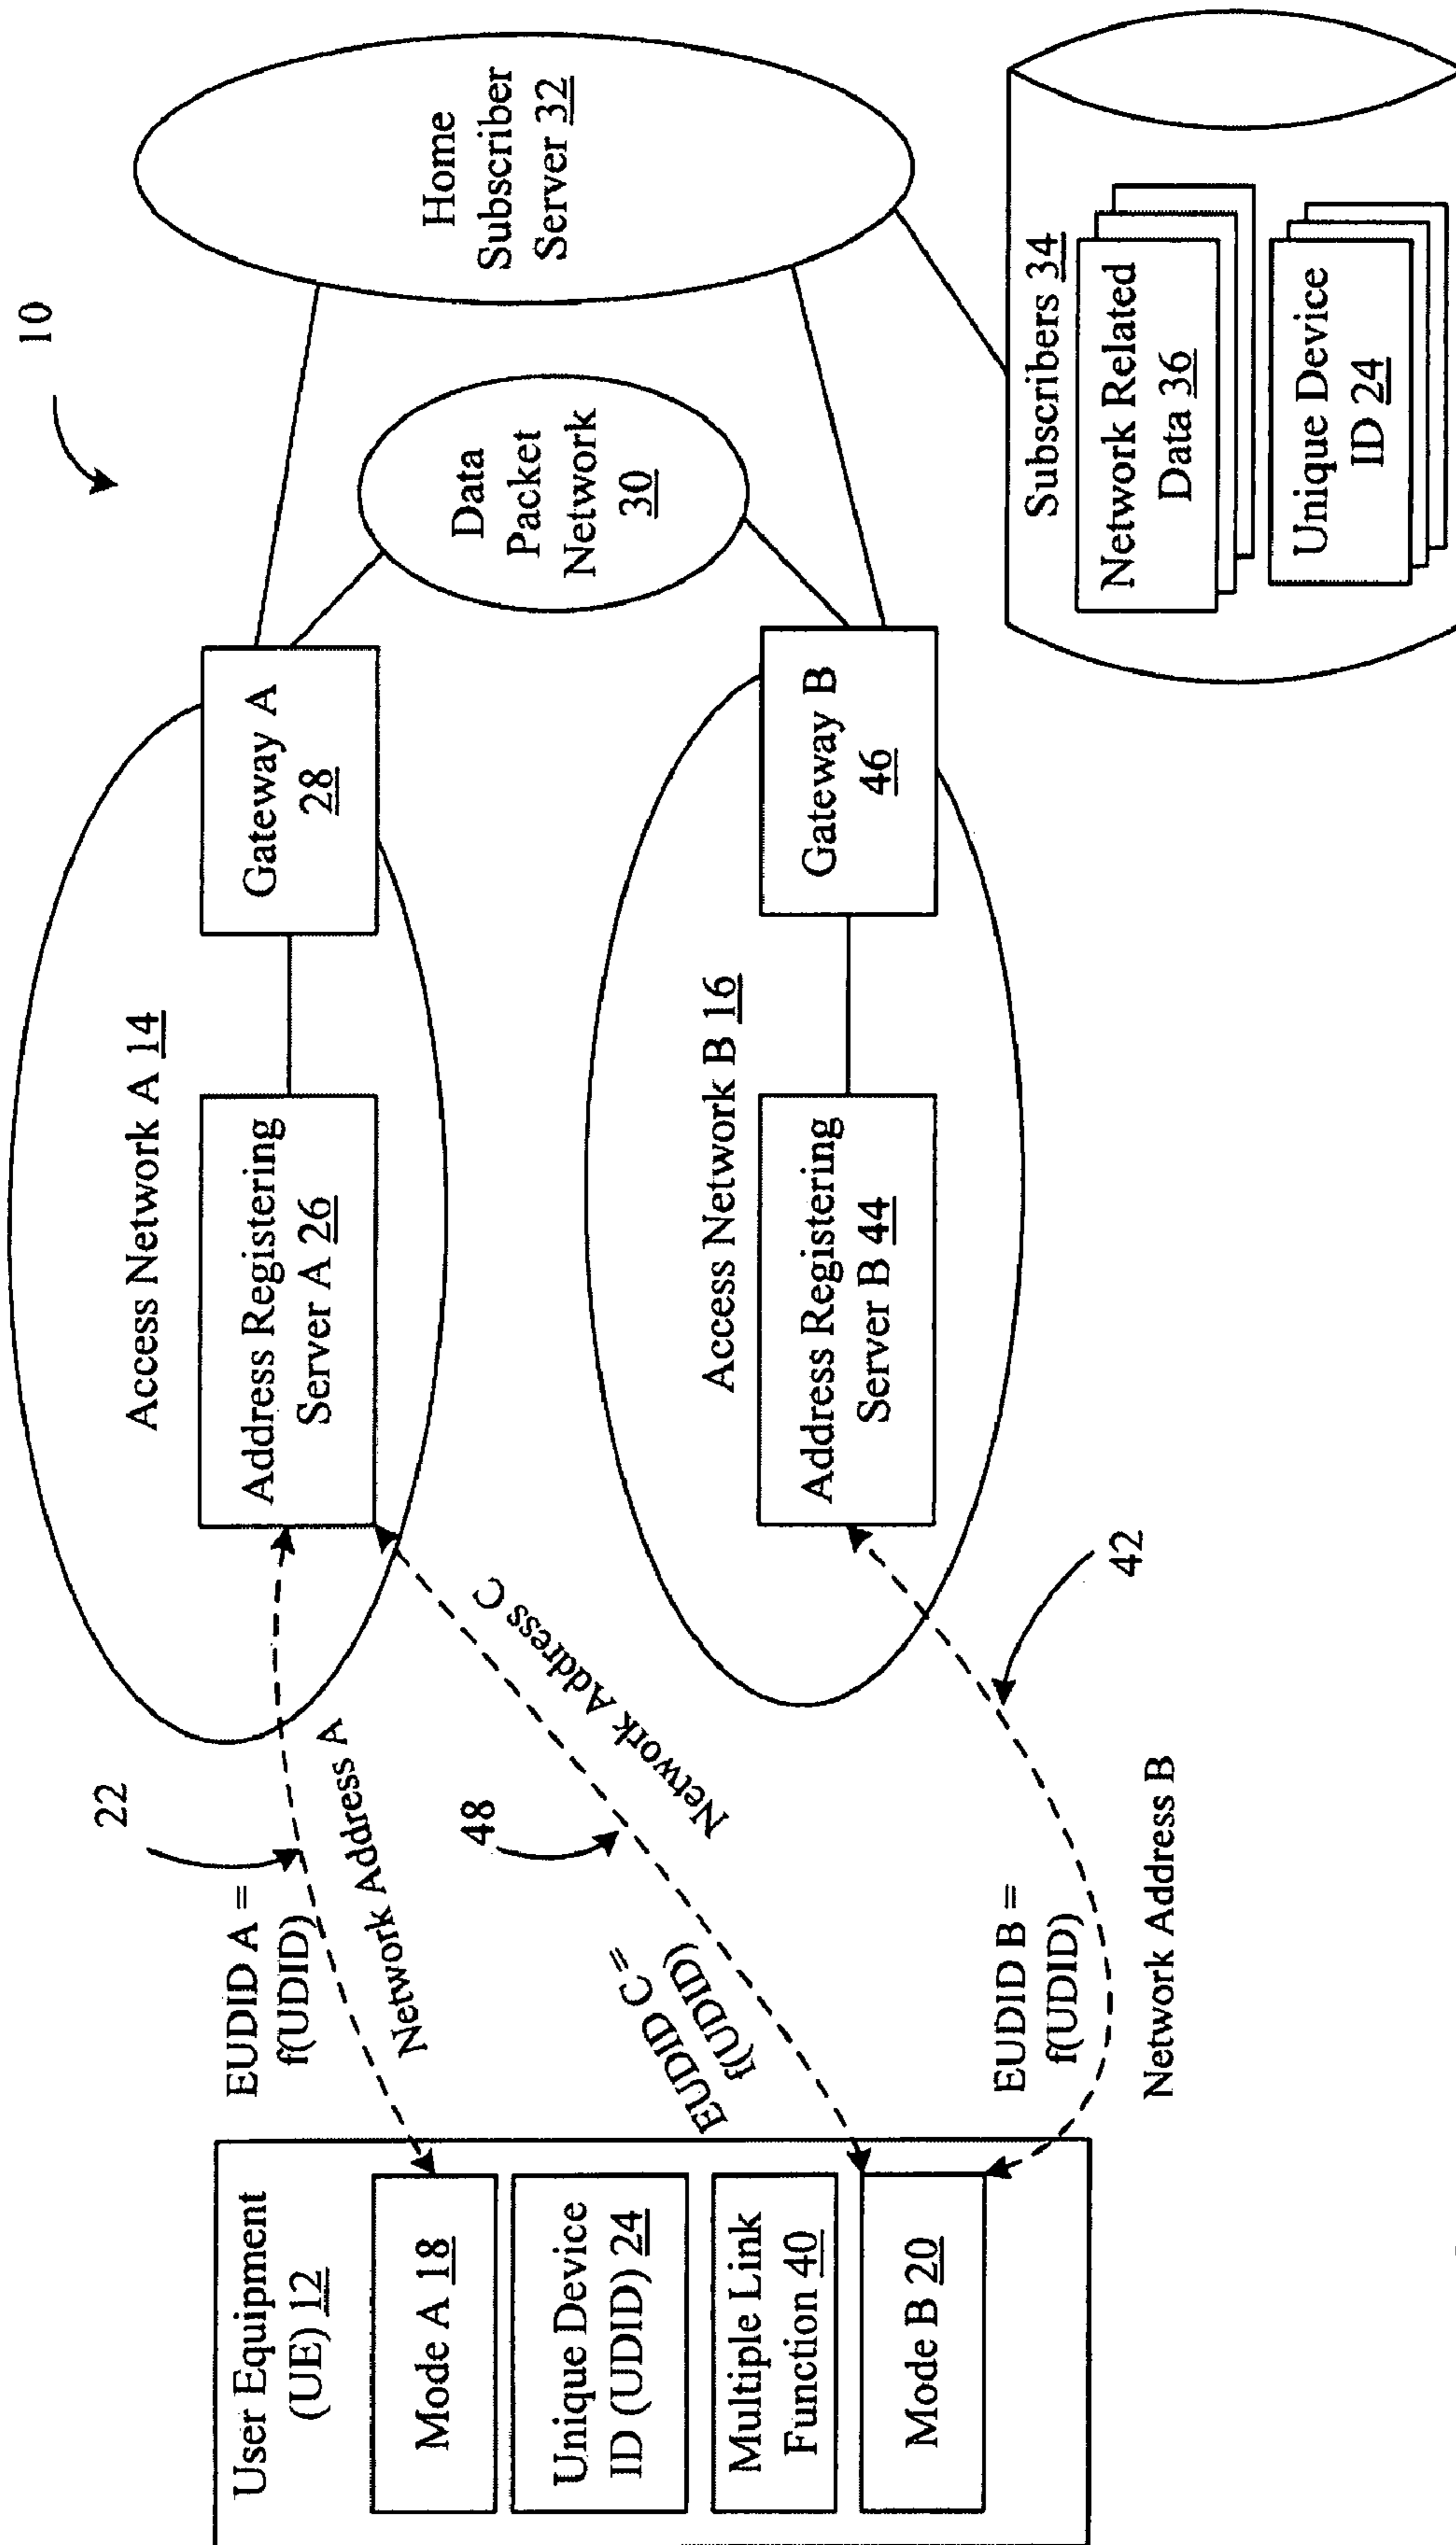 10
User Equipment
(UE) 12
Mode A 18
Unique Device
ID (UDID) 24
Multiple Link
Function 40
Mode B 20
EUDID A =
f(UDID)
22
Network Address A
48
EUDID C=
f(UDID)
Network Address C
EUDID B =
f(UDID)
42
Network Address B
Access Network A 14
Address Registering
Server A 26
Gateway A
28
Access Network B 16
Address Registering
Server B 44
Gateway B
46
Data
Packet
Network
30
Home
Subscriber
Server 32
Subscribers 34
Network Related
Data 36
Unique Device
ID 24